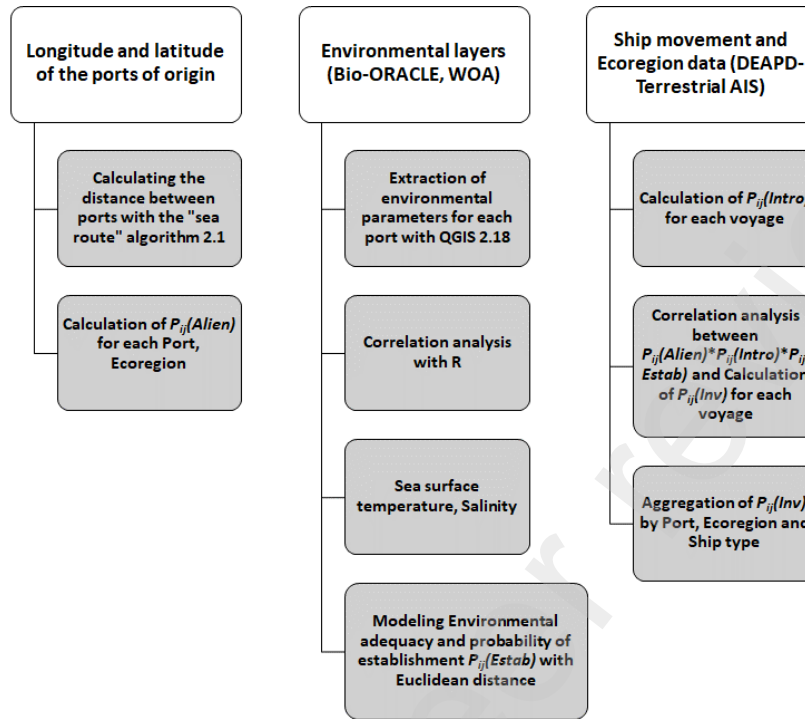 Longitude and latitude
of the ports of origin
Calculating the
distance between
ports with the "sea
route" algorithm 2.1
Calculation of Pij(Alien)
for each Port,
Ecoregion
Environmental layers
(Bio-ORACLE, WOA)
Extraction of
environmental
parameters for each
port with QGIS 2.18
Correlation analysis
with R
Sea surface
temperature, Salinity
Modeling Environmental
adequacy and probability of
establishment Pij(Estab) with
Euclidean distance
Ship movement and
Ecoregion data (DEAPD-
Terrestrial AIS)
Calculation of Pij(Intro)
for each voyage
Correlation analysis
between
Pij(Alien)*Pij(Intro)*Pij
Estab) and Calculation
of Pij(Inv) for each
voyage
Aggregation of Pij(Inv)
by Port, Ecoregion and
Ship type